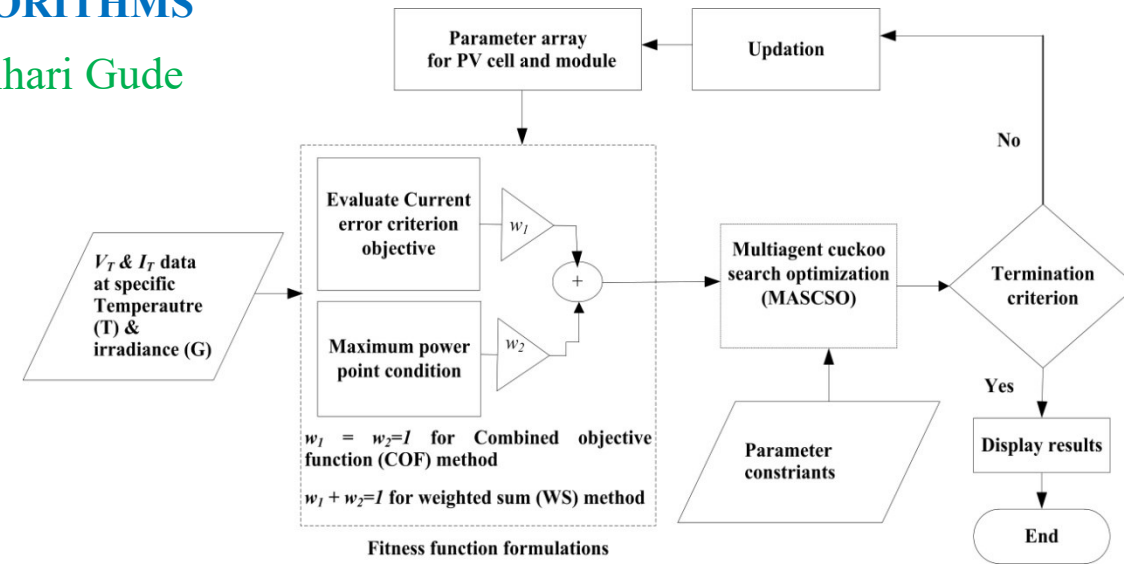 ORITHMS
hari Gude
Parameter array
for PV cell and module
Updation
No
Evaluate Current
error criterion
objective
w1
Multiagent cuckoo
search optimization
(MASCSO)
Termination
criterion
VT & IT data
at specific
Temperautre
(T) &
irradiance (G)
+
Maximum power
point condition
w2
Yes
w1 = w2=1 for Combined objective
function (COF) method
w1 + w2=1 for weighted sum (WS) method
Parameter
constriants
Display results
End
Fitness function formulations